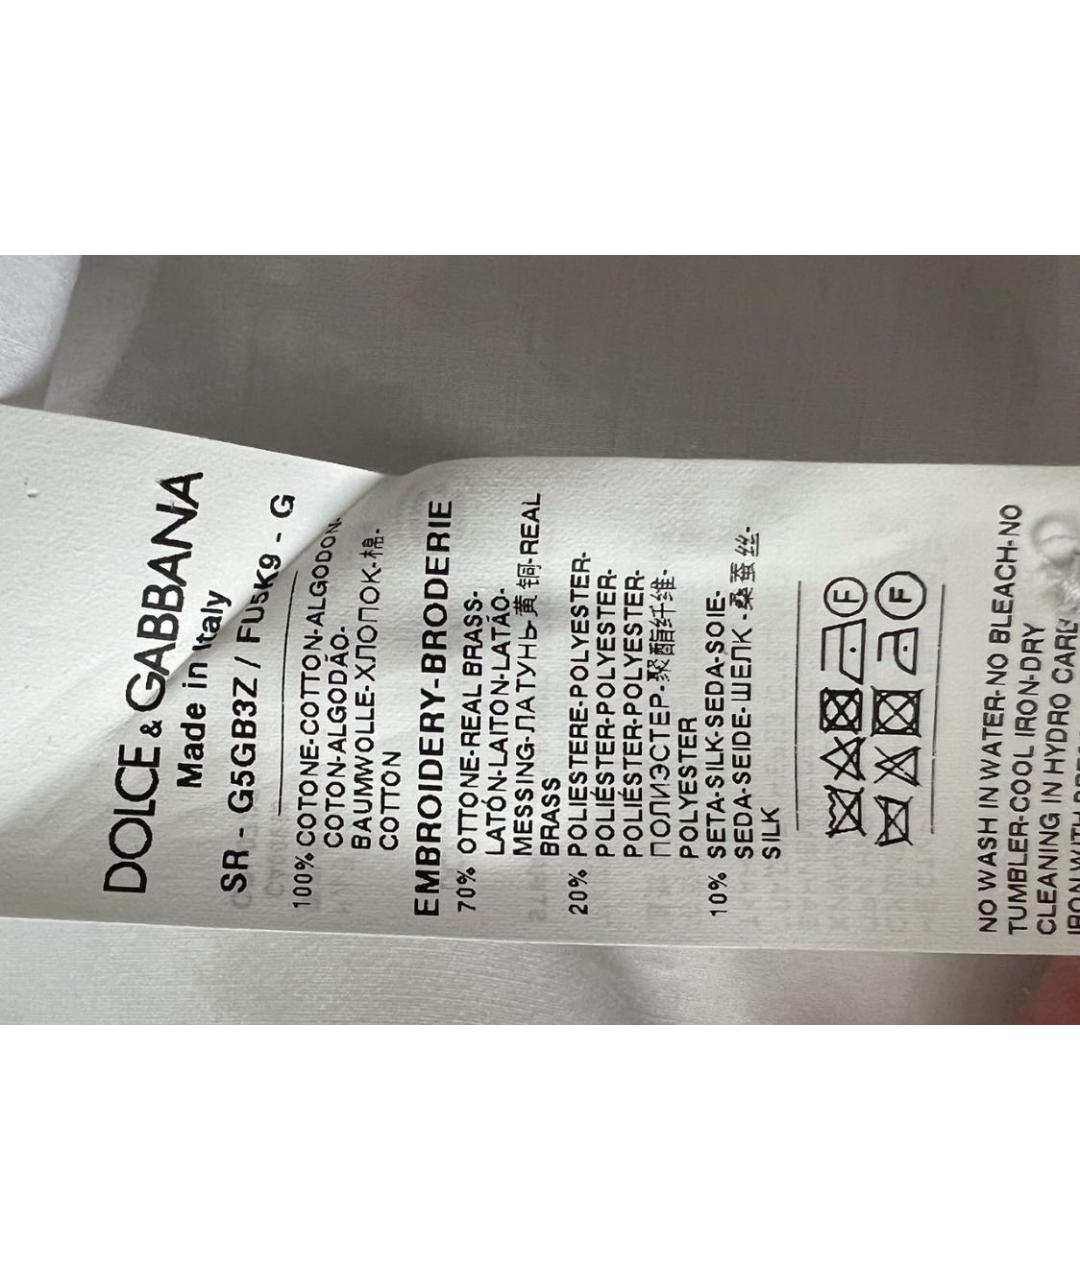 DOLCE & GABBANA
Made in Italy
SR - G5GB3Z / FU5K9 - G
100% COTONE-COTTON-ALGODON-
COTON-ALGODÃO-
BAUMWOLLE-ХЛОПОК-棉-
COTTON
EMBROIDERY-BRODERIE
70% OTTONE-REAL BRASS-
LATÓN-LAITON-LATÃO-
MESSING-ЛАТУНЬ-黄铜-REAL
BRASS
20% POLIESTERE-POLYESTER-
POLIÉSTER-POLYESTER-
POLIÉSTER-POLYESTER-
ПОЛИЭСТЕР-聚酯纤维-
POLYESTER
10% SETA-SILK-SEDA-SOIE-
SEDA-SEIDE-ШЕЛК-桑蚕丝-
SILK
F
F
NO WASH IN WATER-NO BLEACH-NO
TUMBLER-COOL IRON-DRY
CLEANING IN HYDRO CARB
IRON WITH